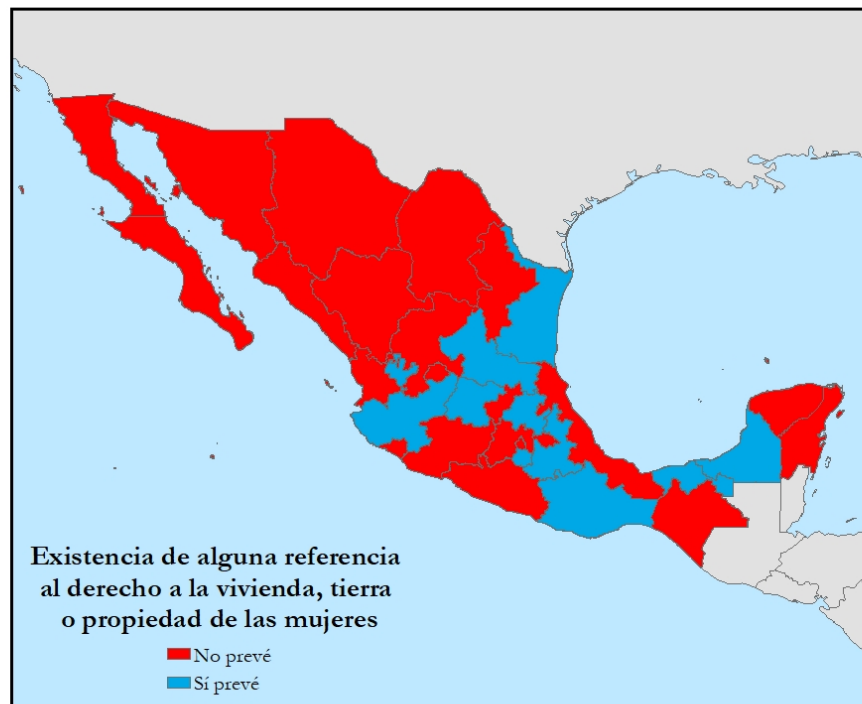 Existencia de alguna referencia
al derecho a la vivienda, tierra
o propiedad de las mujeres
No prevé
Sí prevé